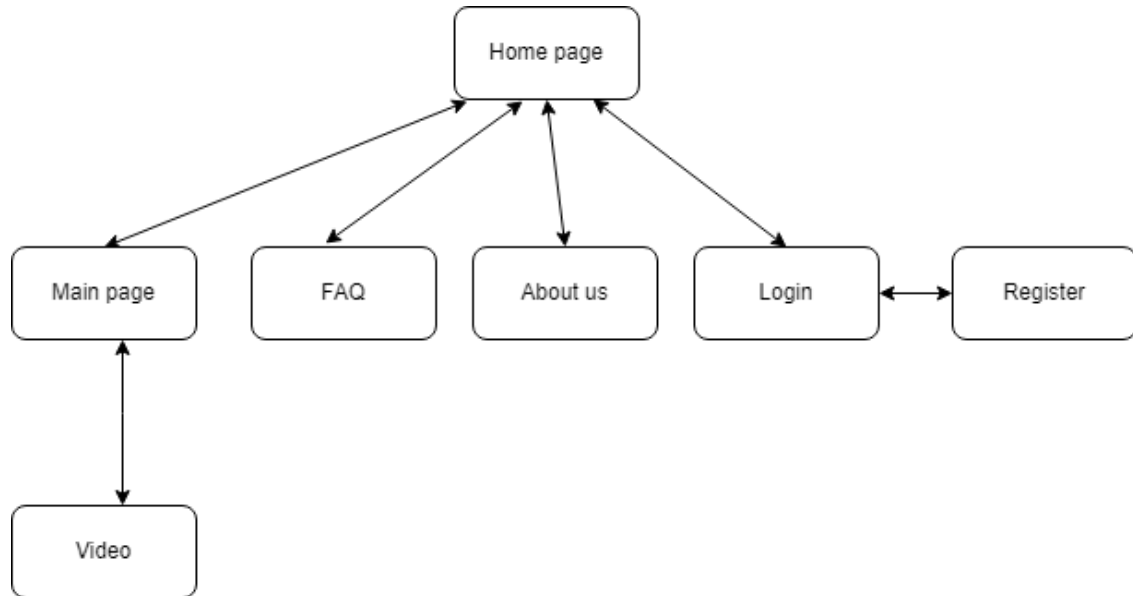 Home page
Main page
FAQ
About us
Login
Register
Video